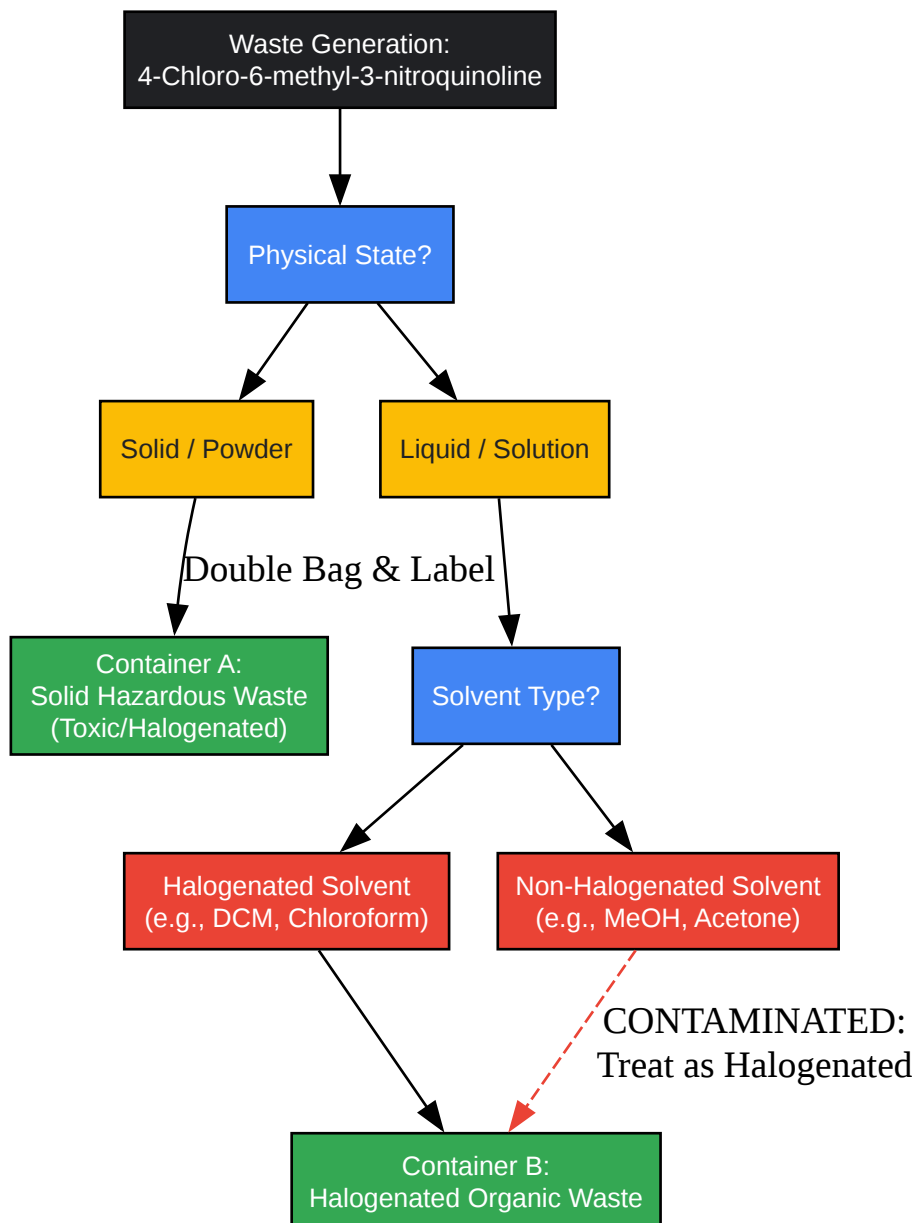 Waste Generation:
4-Chloro-6-methyl-3-nitroquinoline
Physical State?
Solid / Powder
Liquid / Solution
Double Bag & Label
Container A:
Solid Hazardous Waste
(Toxic/Halogenated)
Solvent Type?
Halogenated Solvent
(e.g., DCM, Chloroform)
Non-Halogenated Solvent
(e.g., MeOH, Acetone)
CONTAMINATED:
Treat as Halogenated
Container B:
Halogenated Organic Waste